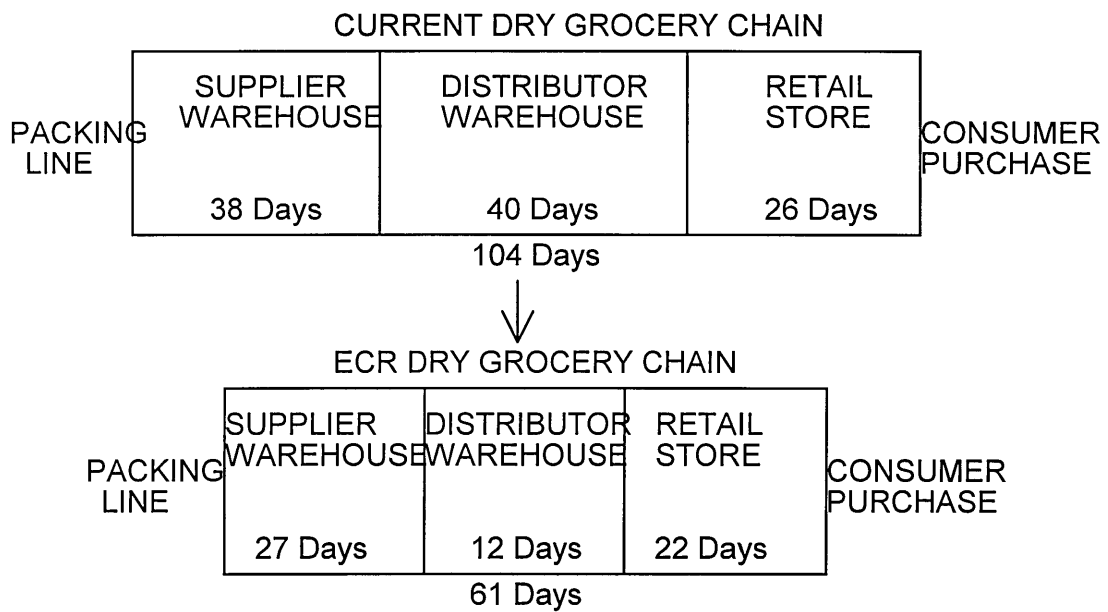 CURRENT DRY GROCERY CHAIN
PACKING
LINE
SUPPLIER
WAREHOUSE
38 Days
DISTRIBUTOR
WAREHOUSE
40 Days
RETAIL
STORE
26 Days
CONSUMER
PURCHASE
104 Days
ECR DRY GROCERY CHAIN
PACKING
LINE
SUPPLIER
WAREHOUSE
27 Days
DISTRIBUTOR
WAREHOUSE
12 Days
RETAIL
STORE
22 Days
CONSUMER
PURCHASE
61 Days